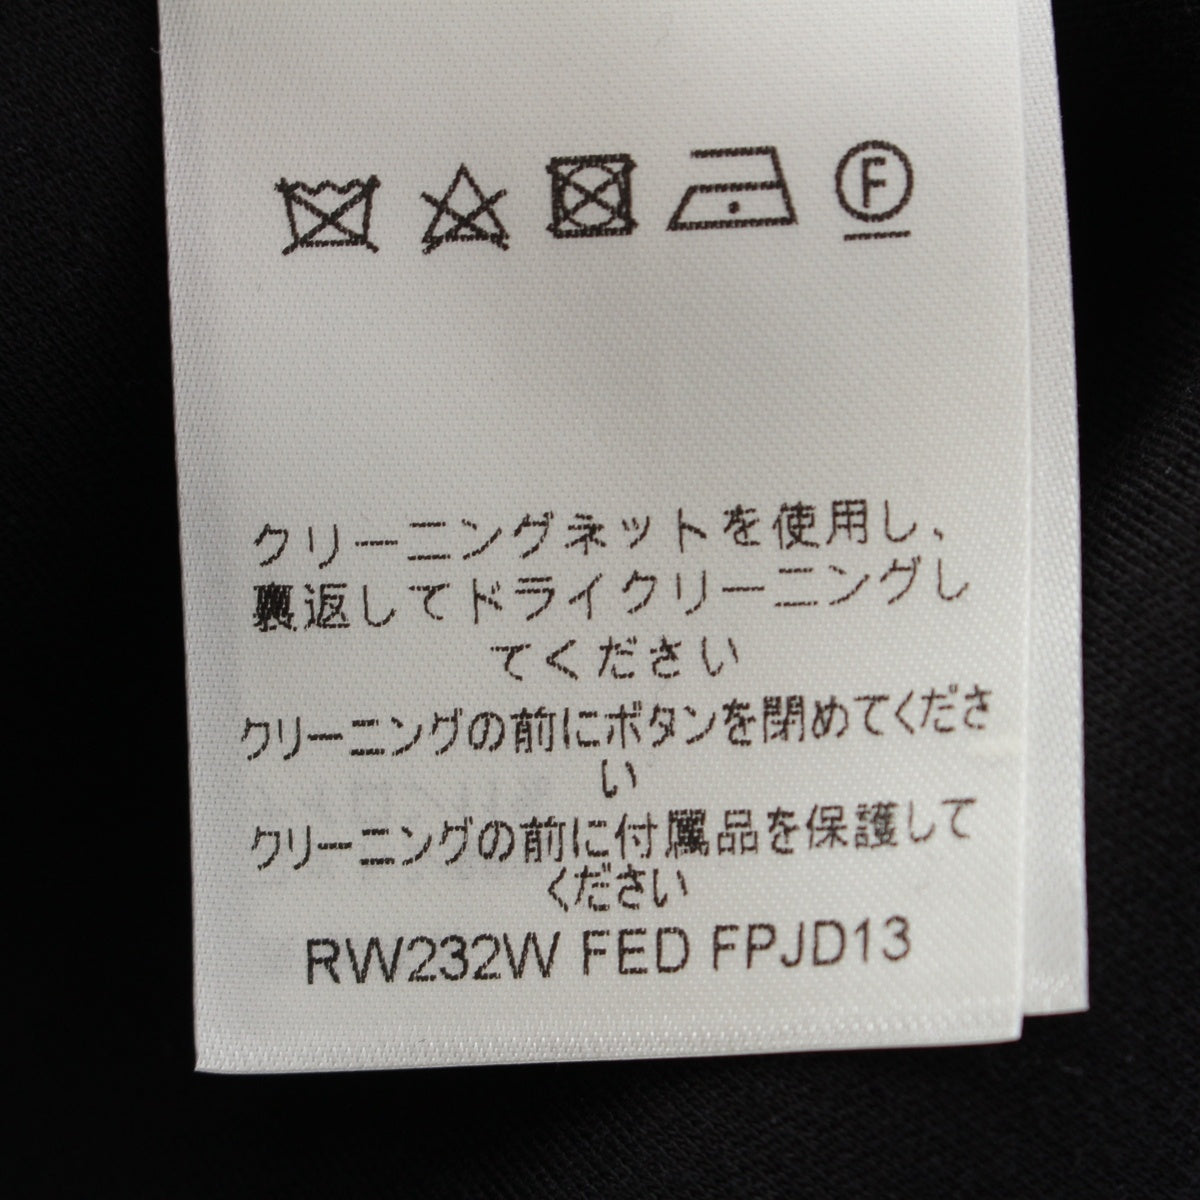 F
クリーニングネットを使用し、
裏返してドライクリーニングし
てください
クリーニングの前にボタンを閉めてくださ
い
クリーニングの前に付属品を保護して
ください
RW232W FED FPJD13